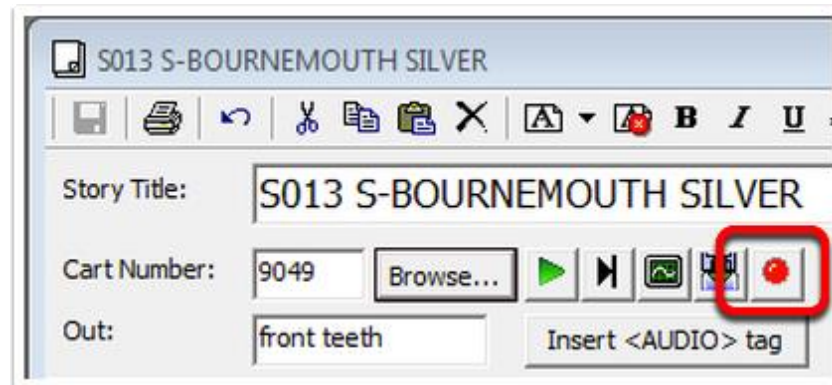 S013 S-BOURNEMOUTH SILVER
B I U
Story Title: S013 S-BOURNEMOUTH SILVER
Cart Number: 9049 Browse...
Out: front teeth Insert <AUDIO> tag